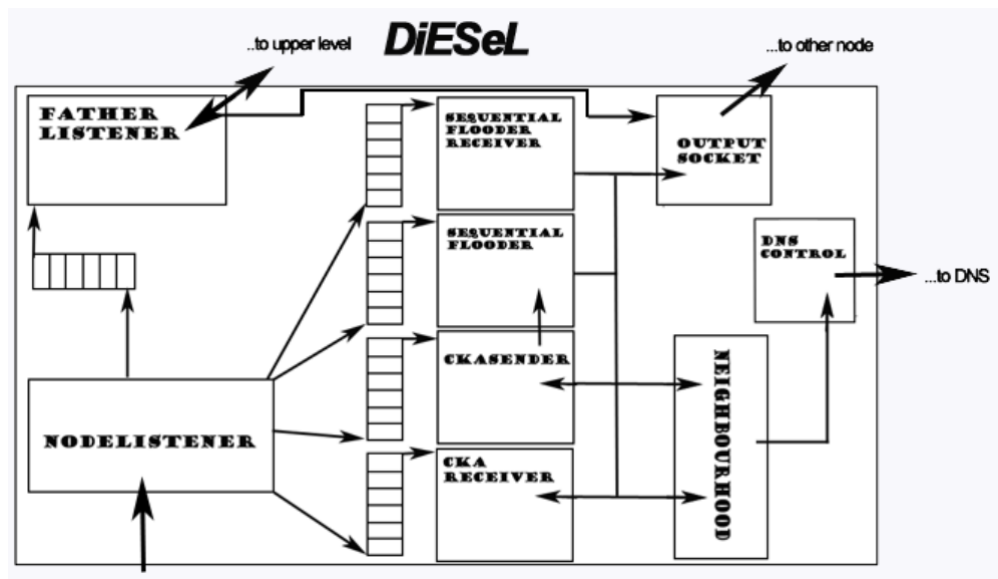 DiESeL
..to upper level
...to other node
FATHER
LISTENER
SEQUENTIAL
FLOODER
RECEIVER
OUTPUT
SOCKET
SEQUENTIAL
FLOODER
DNS
CONTROL
...to DNS
CKASENDER
NEIGHBOURHOOD
NODELISTENER
CKA
RECEIVER